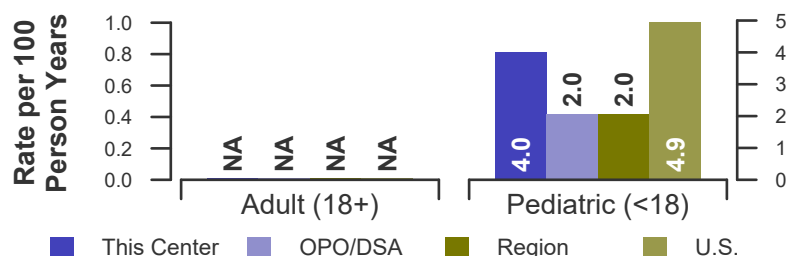 Rate per 100
Person Years
1.0
0.8
0.6
0.4
0.2
0.0
NA NA NA NA
4.0 2.0 2.0 4.9
5
4
3
2
1
0
Adult (18+) Pediatric (<18)
This Center OPO/DSA Region U.S.